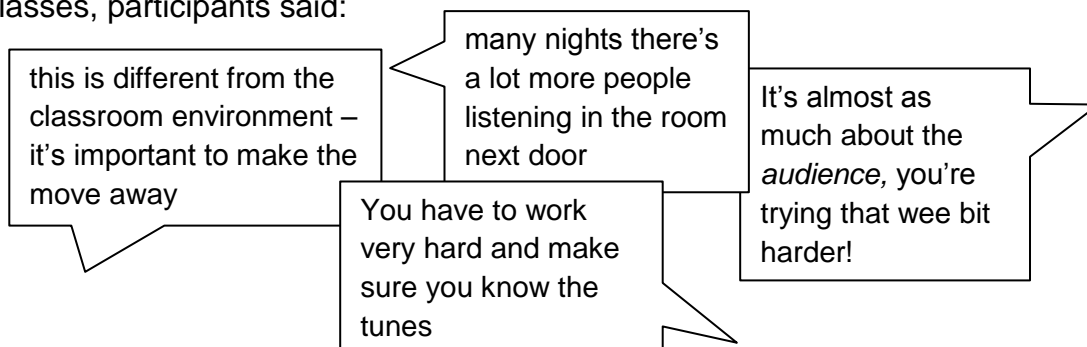 lasses, participants said:
this is different from the
classroom environment –
it's important to make the
move away
many nights there's
a lot more people
listening in the room
next door
It's almost as
much about the
audience, you're
trying that wee bit
harder!
You have to work
very hard and make
sure you know the
tunes